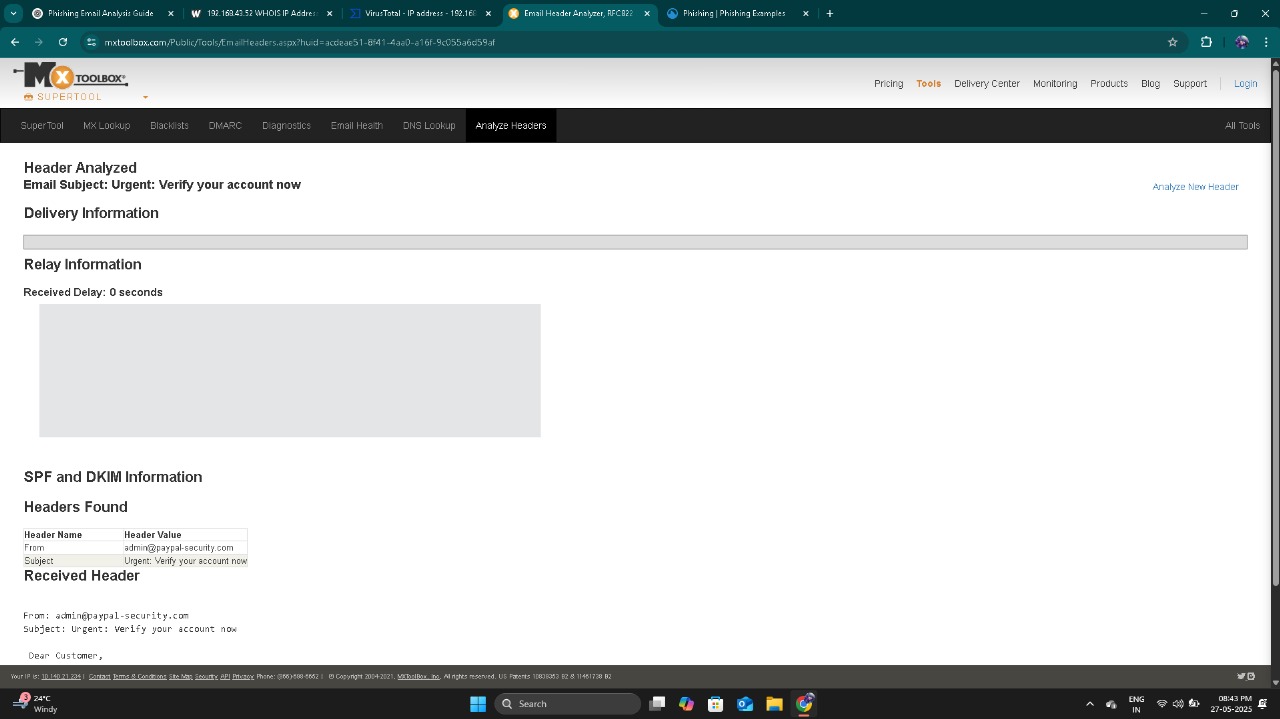 Phishing Email Analysis Guide
192.168.43.52 WHOIS IP Address
VirusTotal - IP address - 192.168
Email Header Analyzer, RFC822
Phishing | Phishing Examples
mxtoolbox.com/Public/Tools/EmailHeaders.aspx?huid=acdeae51-8f41-4aa0-a16f-9c055a6d59af
MX TOOLBOX®
SUPERTOOL
Pricing Tools Delivery Center Monitoring Products Blog Support Login
SuperTool MX Lookup Blacklists DMARC Diagnostics Email Health DNS Lookup Analyze Headers All Tools
Header Analyzed
Email Subject: Urgent: Verify your account now
Analyze New Header
Delivery Information
Relay Information
Received Delay: 0 seconds
SPF and DKIM Information
Headers Found
Header Name Header Value
From admin@paypal-security.com
Subject Urgent: Verify your account now
Received Header
From: admin@paypal-security.com
Subject: Urgent: Verify your account now
Dear Customer,
Your IP is: 10.140.21.234 | Contact Terms & Conditions Site Map Security API Privacy Phone: (866)-698-6652 | © Copyright 2004-2021, MXToolBox, Inc, All rights reserved. US Patents 10839353 B2 & 11461738 B2
3
24°C
Windy
Search
ENG
IN
08:43 PM
27-05-2025